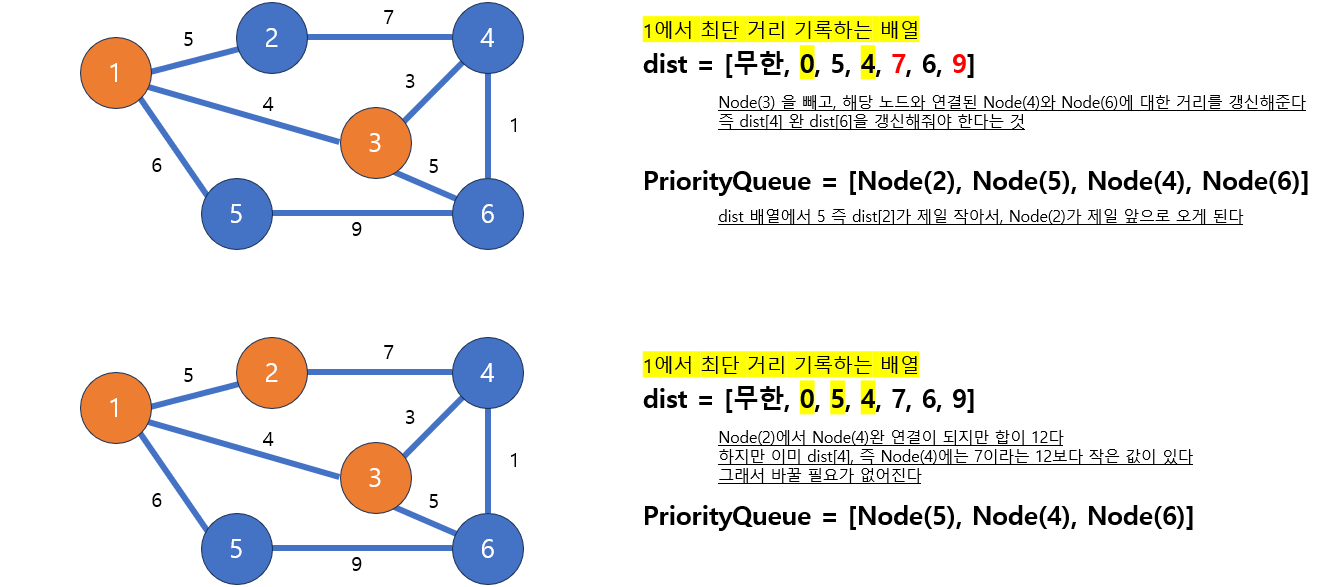 1에서 최단 거리 기록하는 배열
dist = [무한, 0, 5, 4, 7, 6, 9]
Node(3) 을 빼고, 해당 노드와 연결된 Node(4)와 Node(6)에 대한 거리를 갱신해준다
즉 dist[4] 완 dist[6]을 갱신해줘야 한다는 것
PriorityQueue = [Node(2), Node(5), Node(4), Node(6)]
dist 배열에서 5 즉 dist[2]가 제일 작아서, Node(2)가 제일 앞으로 오게 된다
1
2
4
3
5
6
5
7
4
3
1
6
5
9
1에서 최단 거리 기록하는 배열
dist = [무한, 0, 5, 4, 7, 6, 9]
Node(2)에서 Node(4)완 연결이 되지만 합이 12다
하지만 이미 dist[4], 즉 Node(4)에는 7이라는 12보다 작은 값이 있다
그래서 바꿀 필요가 없어진다
PriorityQueue = [Node(5), Node(4), Node(6)]
1
2
4
3
5
6
5
7
4
3
1
6
5
9